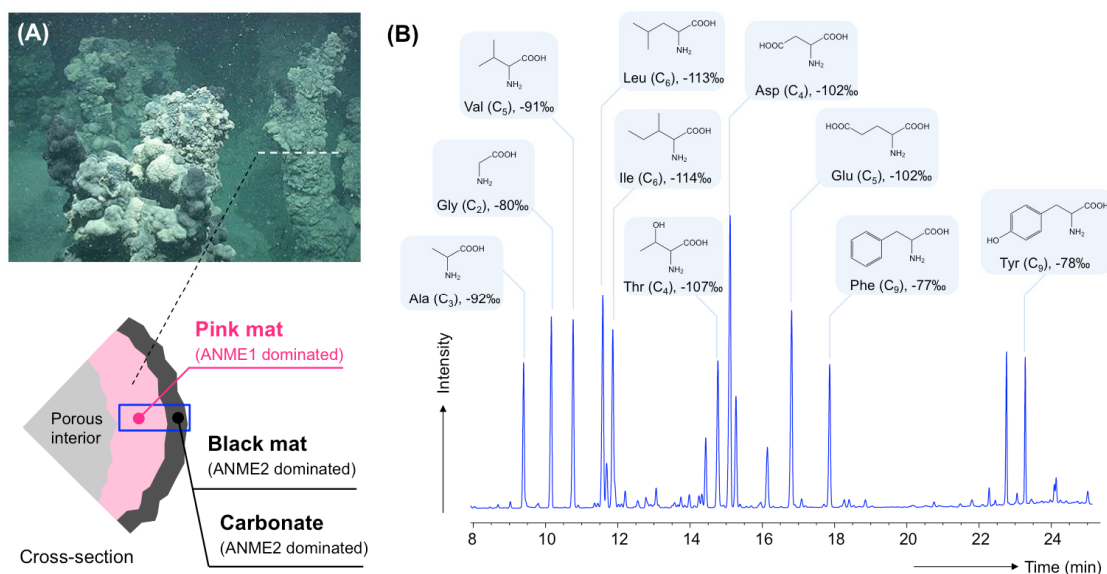 (A)
Pink mat
(ANME1 dominated)
Porous
interior
Black mat
(ANME2 dominated)
Carbonate
(ANME2 dominated)
Cross-section
(B)
COOH
NH2
Val (C5), -91‰
COOH
NH2
Leu (C6), -113‰
HOOC COOH
NH2
Asp (C4), -102‰
COOH
NH2
Gly (C2), -80‰
COOH
NH2
Ile (C6), -114‰
HOOC COOH
NH2
Glu (C5), -102‰
COOH
NH2
Ala (C3), -92‰
OH
COOH
NH2
Thr (C4), -107‰
COOH
NH2
Phe (C9), -77‰
COOH
HO NH2
Tyr (C9), -78‰
Intensity
8 10 12 14 16 18 20 22 24
Time (min)